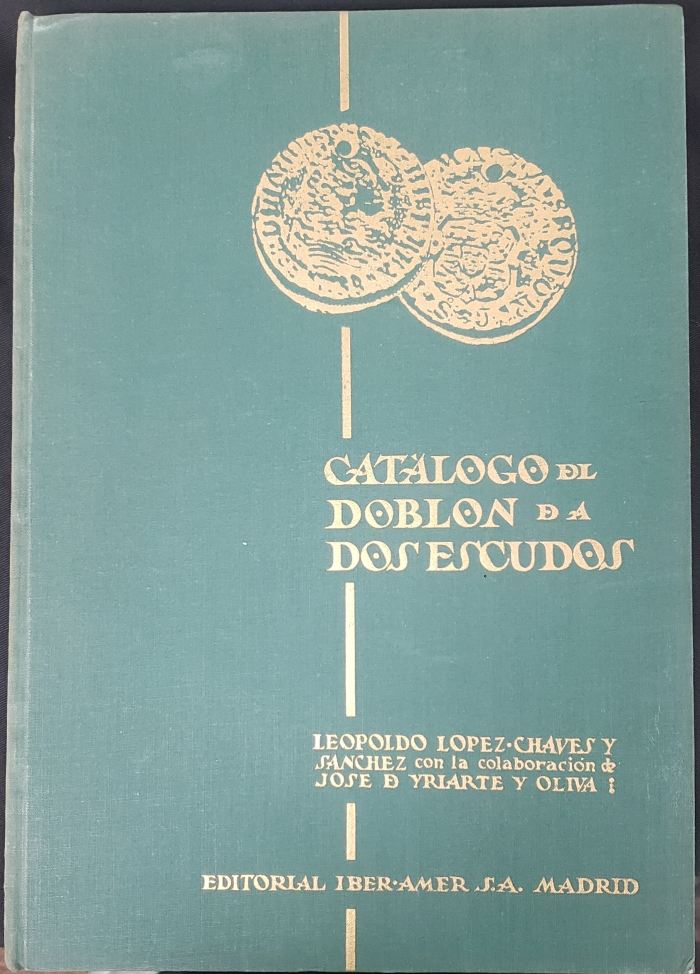 CATÁLOGO DEL
DOBLON DE A
DOS ESCUDOS
LEOPOLDO LOPEZ-CHAVES Y
SANCHEZ con la colaboración de
JOSE DE YRIARTE Y OLIVA
EDITORIAL IBER-AMER S.A. MADRID